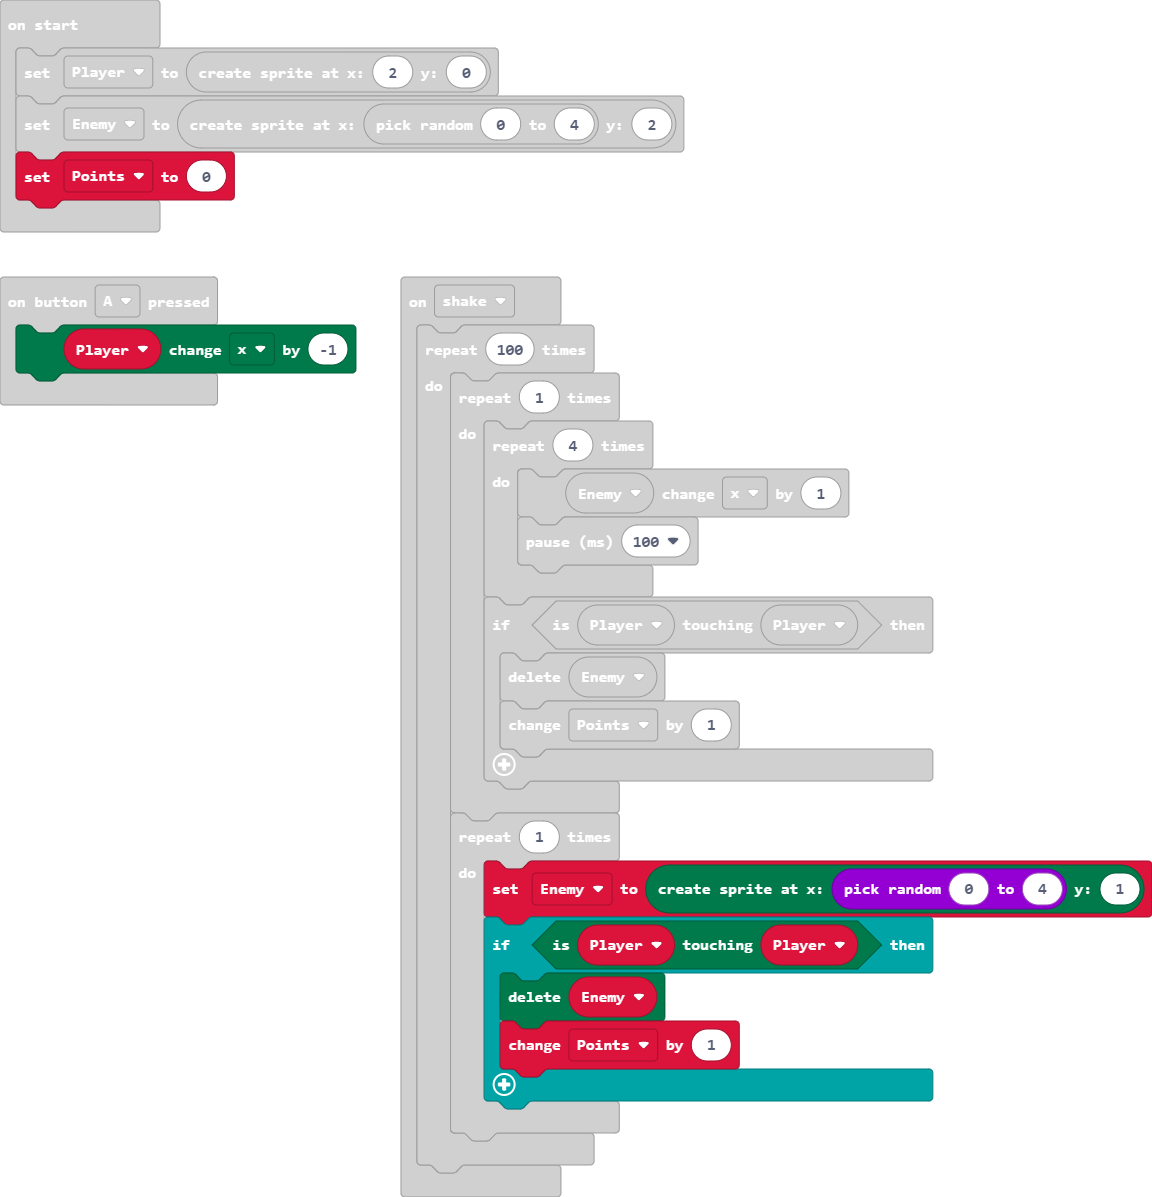 on start
set Player to create sprite at x: 2 y: 0
set Enemy to create sprite at x: pick random 0 to 4 y: 2
set Points to 0
on button A pressed
Player change x by -1
on shake
repeat 100 times
do
repeat 1 times
do
repeat 4 times
do
Enemy change x by 1
pause (ms) 100
if is Player touching Player then
delete Enemy
change Points by 1
repeat 1 times
do
set Enemy to create sprite at x: pick random 0 to 4 y: 1
if is Player touching Player then
delete Enemy
change Points by 1